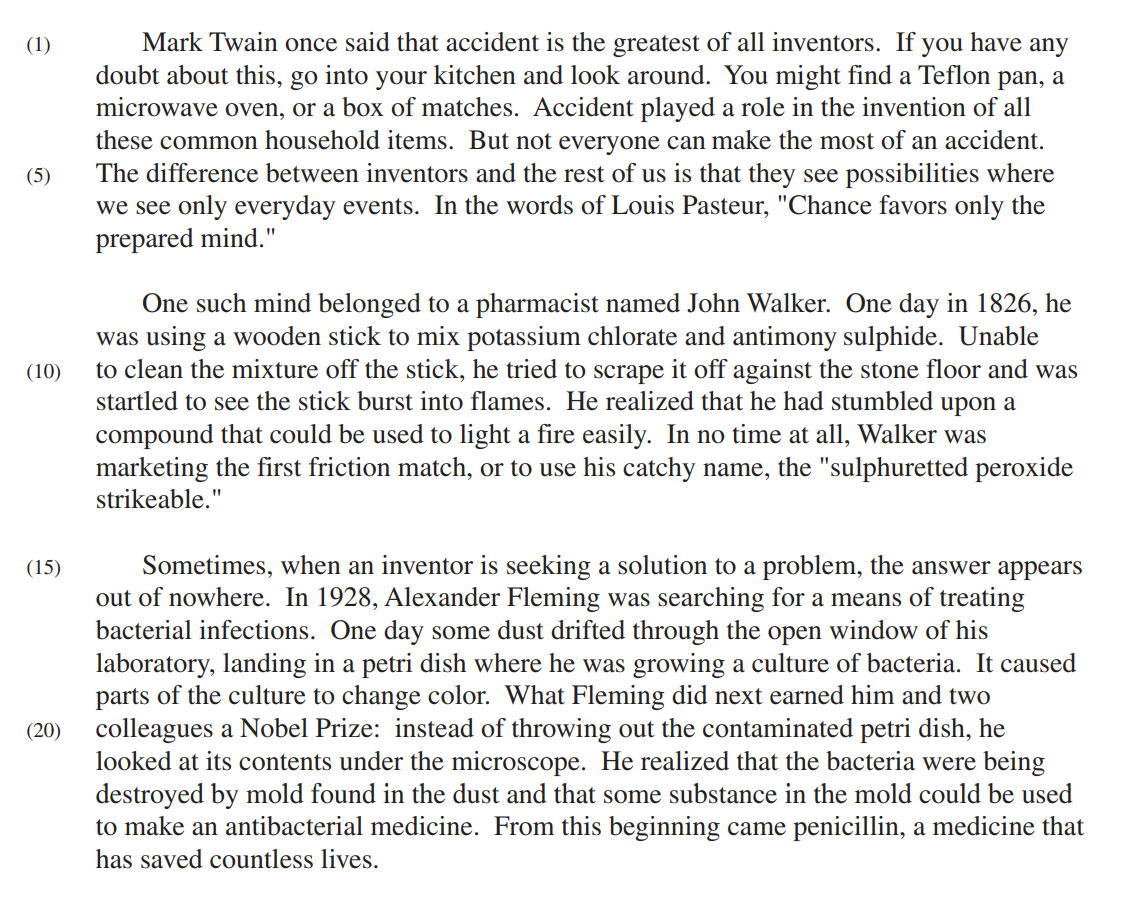 (1) Mark Twain once said that accident is the greatest of all inventors. If you have any
doubt about this, go into your kitchen and look around. You might find a Teflon pan, a
microwave oven, or a box of matches. Accident played a role in the invention of all
these common household items. But not everyone can make the most of an accident.
(5) The difference between inventors and the rest of us is that they see possibilities where
we see only everyday events. In the words of Louis Pasteur, "Chance favors only the
prepared mind."
One such mind belonged to a pharmacist named John Walker. One day in 1826, he
was using a wooden stick to mix potassium chlorate and antimony sulphide. Unable
(10) to clean the mixture off the stick, he tried to scrape it off against the stone floor and was
startled to see the stick burst into flames. He realized that he had stumbled upon a
compound that could be used to light a fire easily. In no time at all, Walker was
marketing the first friction match, or to use his catchy name, the "sulphuretted peroxide
strikeable."
(15) Sometimes, when an inventor is seeking a solution to a problem, the answer appears
out of nowhere. In 1928, Alexander Fleming was searching for a means of treating
bacterial infections. One day some dust drifted through the open window of his
laboratory, landing in a petri dish where he was growing a culture of bacteria. It caused
parts of the culture to change color. What Fleming did next earned him and two
(20) colleagues a Nobel Prize: instead of throwing out the contaminated petri dish, he
looked at its contents under the microscope. He realized that the bacteria were being
destroyed by mold found in the dust and that some substance in the mold could be used
to make an antibacterial medicine. From this beginning came penicillin, a medicine that
has saved countless lives.